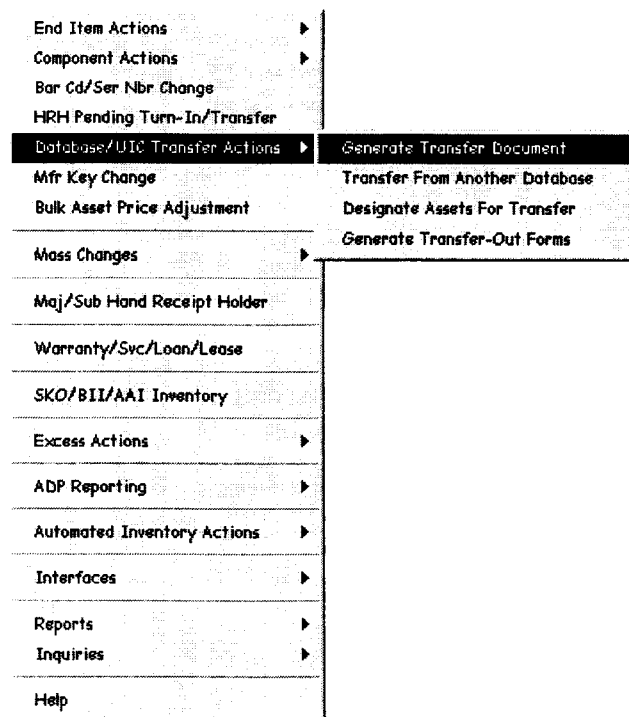 End Item Actions
Component Actions
Bar Cd/Ser Nbr Change
HRH Pending Turn-In/Transfer
Database/UIC Transfer Actions
Generate Transfer Document
Mfr Key Change
Transfer From Another Database
Bulk Asset Price Adjustment
Designate Assets For Transfer
Generate Transfer-Out Forms
Mass Changes
Maj/Sub Hand Receipt Holder
Warranty/Svc/Loan/Lease
SKO/BII/AAI Inventory
Excess Actions
ADP Reporting
Automated Inventory Actions
Interfaces
Reports
Inquiries
Help